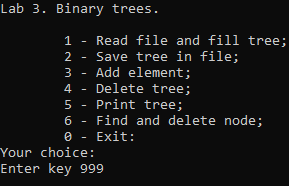 Lab 3. Binary trees.
1 - Read file and fill tree;
2 - Save tree in file;
3 - Add element;
4 - Delete tree;
5 - Print tree;
6 - Find and delete node;
0 - Exit:
Your choice:
Enter key 999